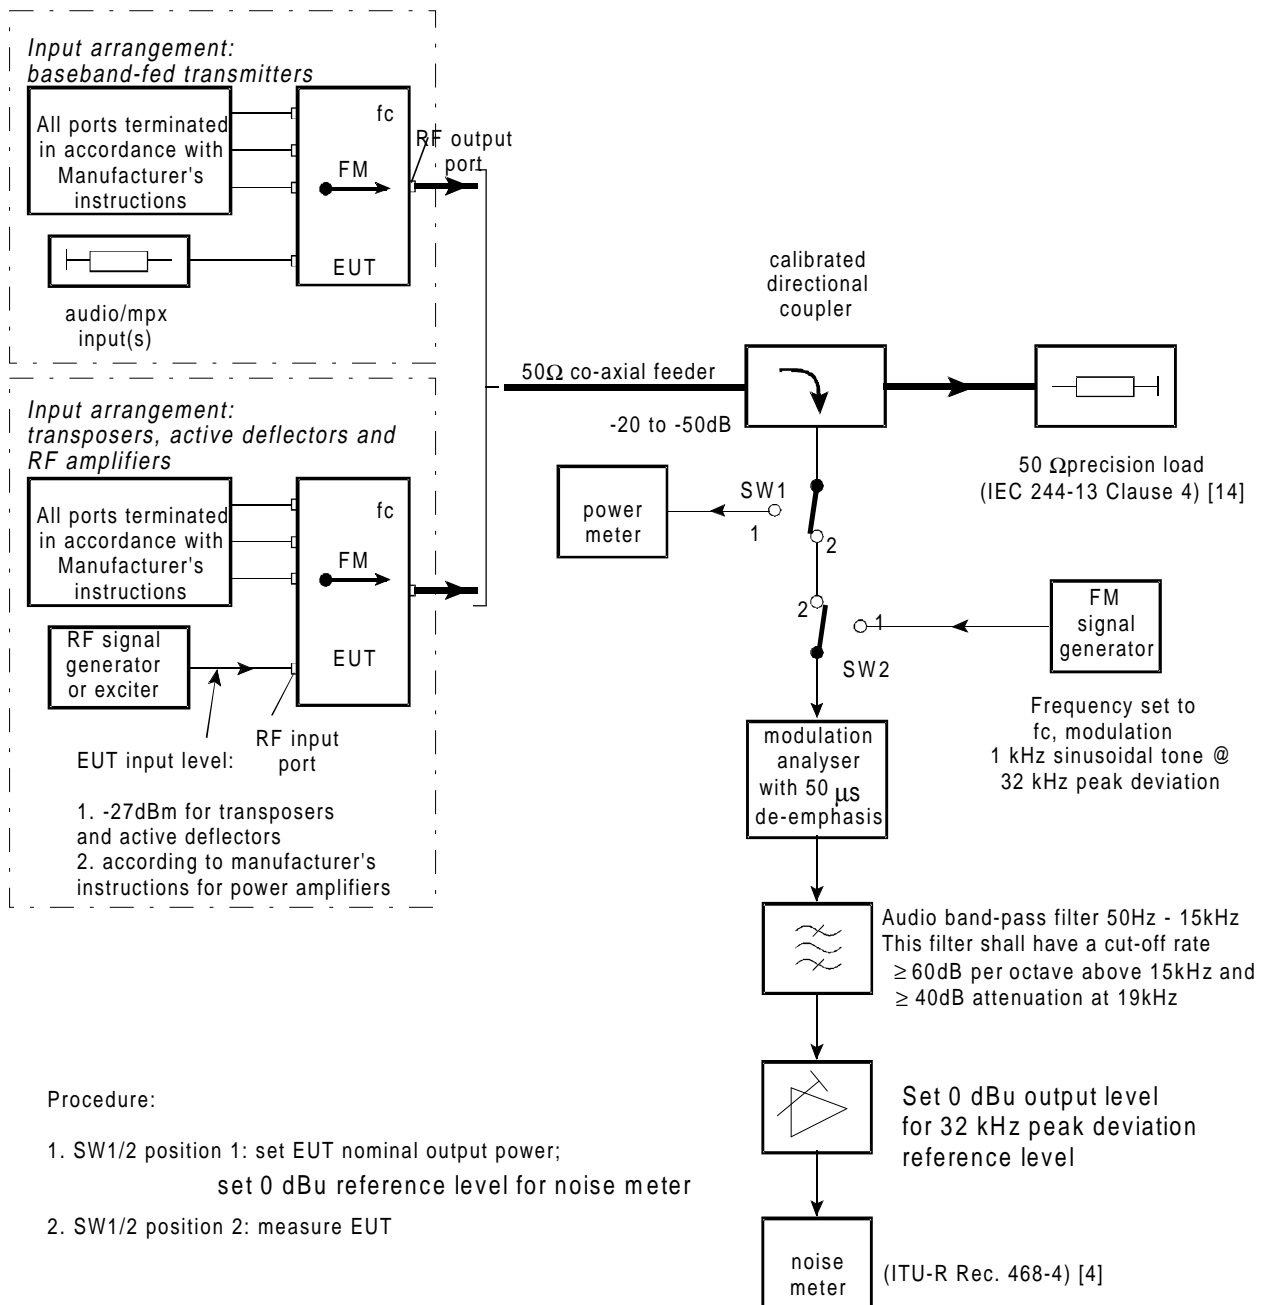 Input arrangement:
baseband-fed transmitters
All ports terminated
in accordance with
Manufacturer's
instructions
fc
FM
EUT
RF output
port
audio/mpx
input(s)
Input arrangement:
transposers, active deflectors and
RF amplifiers
All ports terminated
in accordance with
Manufacturer's
instructions
fc
FM
EUT
RF signal
generator
or exciter
EUT input level:
RF input
port
1. -27dBm for transposers
and active deflectors
2. according to manufacturer's
instructions for power amplifiers
50Ω co-axial feeder
calibrated
directional
coupler
-20 to -50dB
50 Ωprecision load
(IEC 244-13 Clause 4) [14]
power
meter
SW1
1
2
2
1
SW2
FM
signal
generator
Frequency set to
fc, modulation
1 kHz sinusoidal tone @
32 kHz peak deviation
modulation
analyser
with 50 μs
de-emphasis
Audio band-pass filter 50Hz - 15kHz
This filter shall have a cut-off rate
≥ 60dB per octave above 15kHz and
≥ 40dB attenuation at 19kHz
Set 0 dBu output level
for 32 kHz peak deviation
reference level
noise
meter
(ITU-R Rec. 468-4) [4]
Procedure:
1. SW1/2 position 1: set EUT nominal output power;
set 0 dBu reference level for noise meter
2. SW1/2 position 2: measure EUT